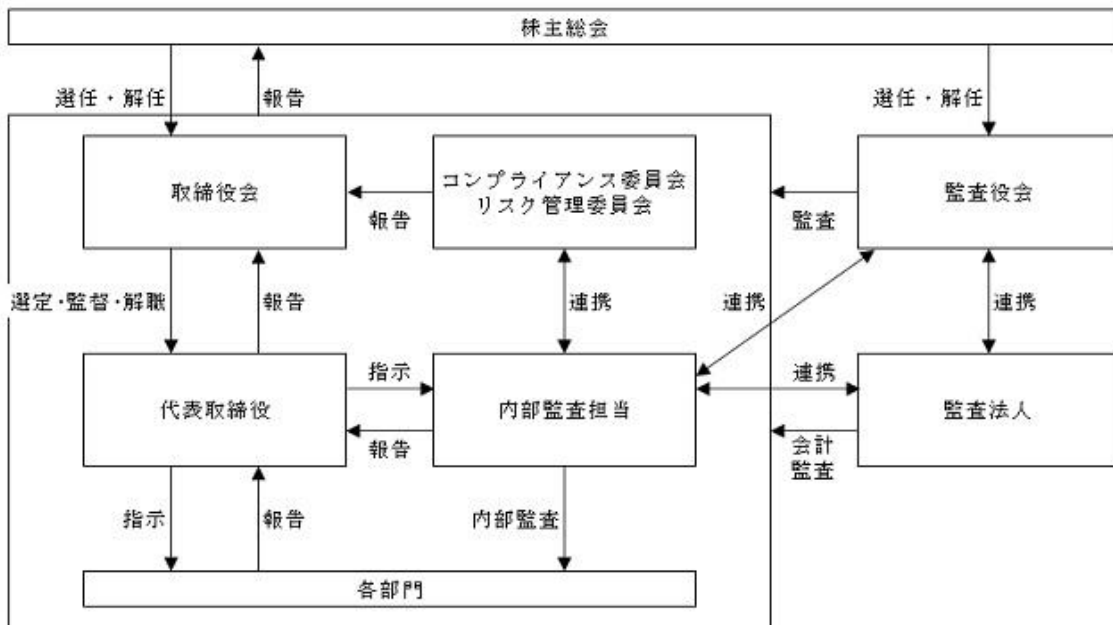 株主総会
選任・解任
報告
選任・解任
取締役会
コンプライアンス委員会
リスク管理委員会
監査役会
報告
監査
選定・監督・解職
報告
連携
連携
連携
代表取締役
指示
報告
内部監査担当
連携
会計
監査
監査法人
指示
報告
内部監査
各部門